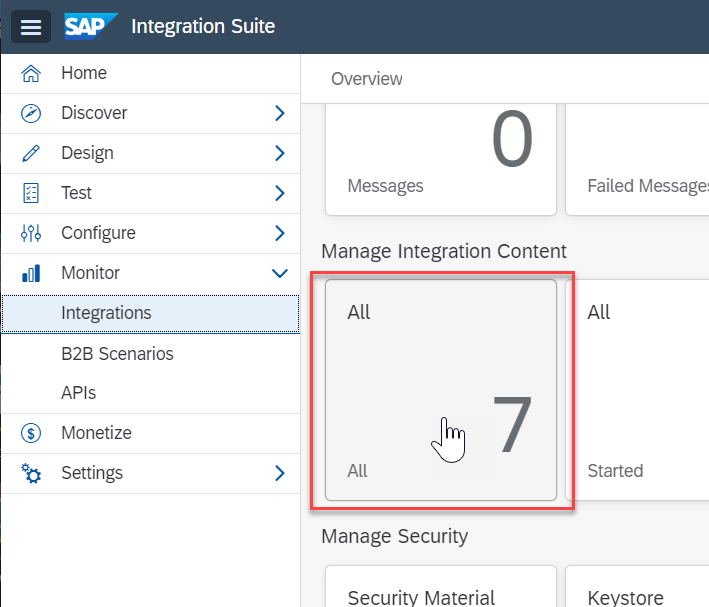 SAP Integration Suite
Home
Discover
Design
Test
Configure
Monitor
Integrations
B2B Scenarios
APIs
Monetize
$
Settings
Overview
0
Messages
Failed Messages
Manage Integration Content
All
7
All
All
Started
Manage Security
Security Material
Keystore